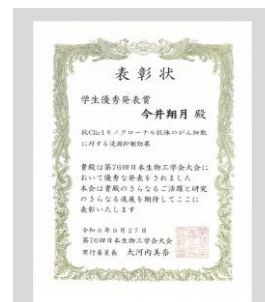 表彰状
学生優秀発表賞
今井翔月 殿
抗Clic1モノクローナル抗体のがん細胞
に対する浸潤抑制効果
貴殿は第76回日本生物工学会大会に
おいて優秀な発表をされました
本会は貴殿のさらなるご活躍と研究
のさらなる進展を期待してここに
表彰いたします
令和6年9月27日
第76回日本生物工学会大会
実行委員長 大河内美奈